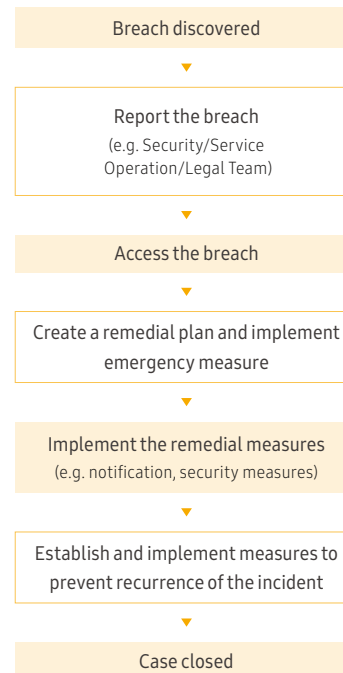 Breach discovered
Report the breach
(e.g. Security/Service
Operation/Legal Team)
Access the breach
Create a remedial plan and implement
emergency measure
Implement the remedial measures
(e.g. notification, security measures)
Establish and implement measures to
prevent recurrence of the incident
Case closed